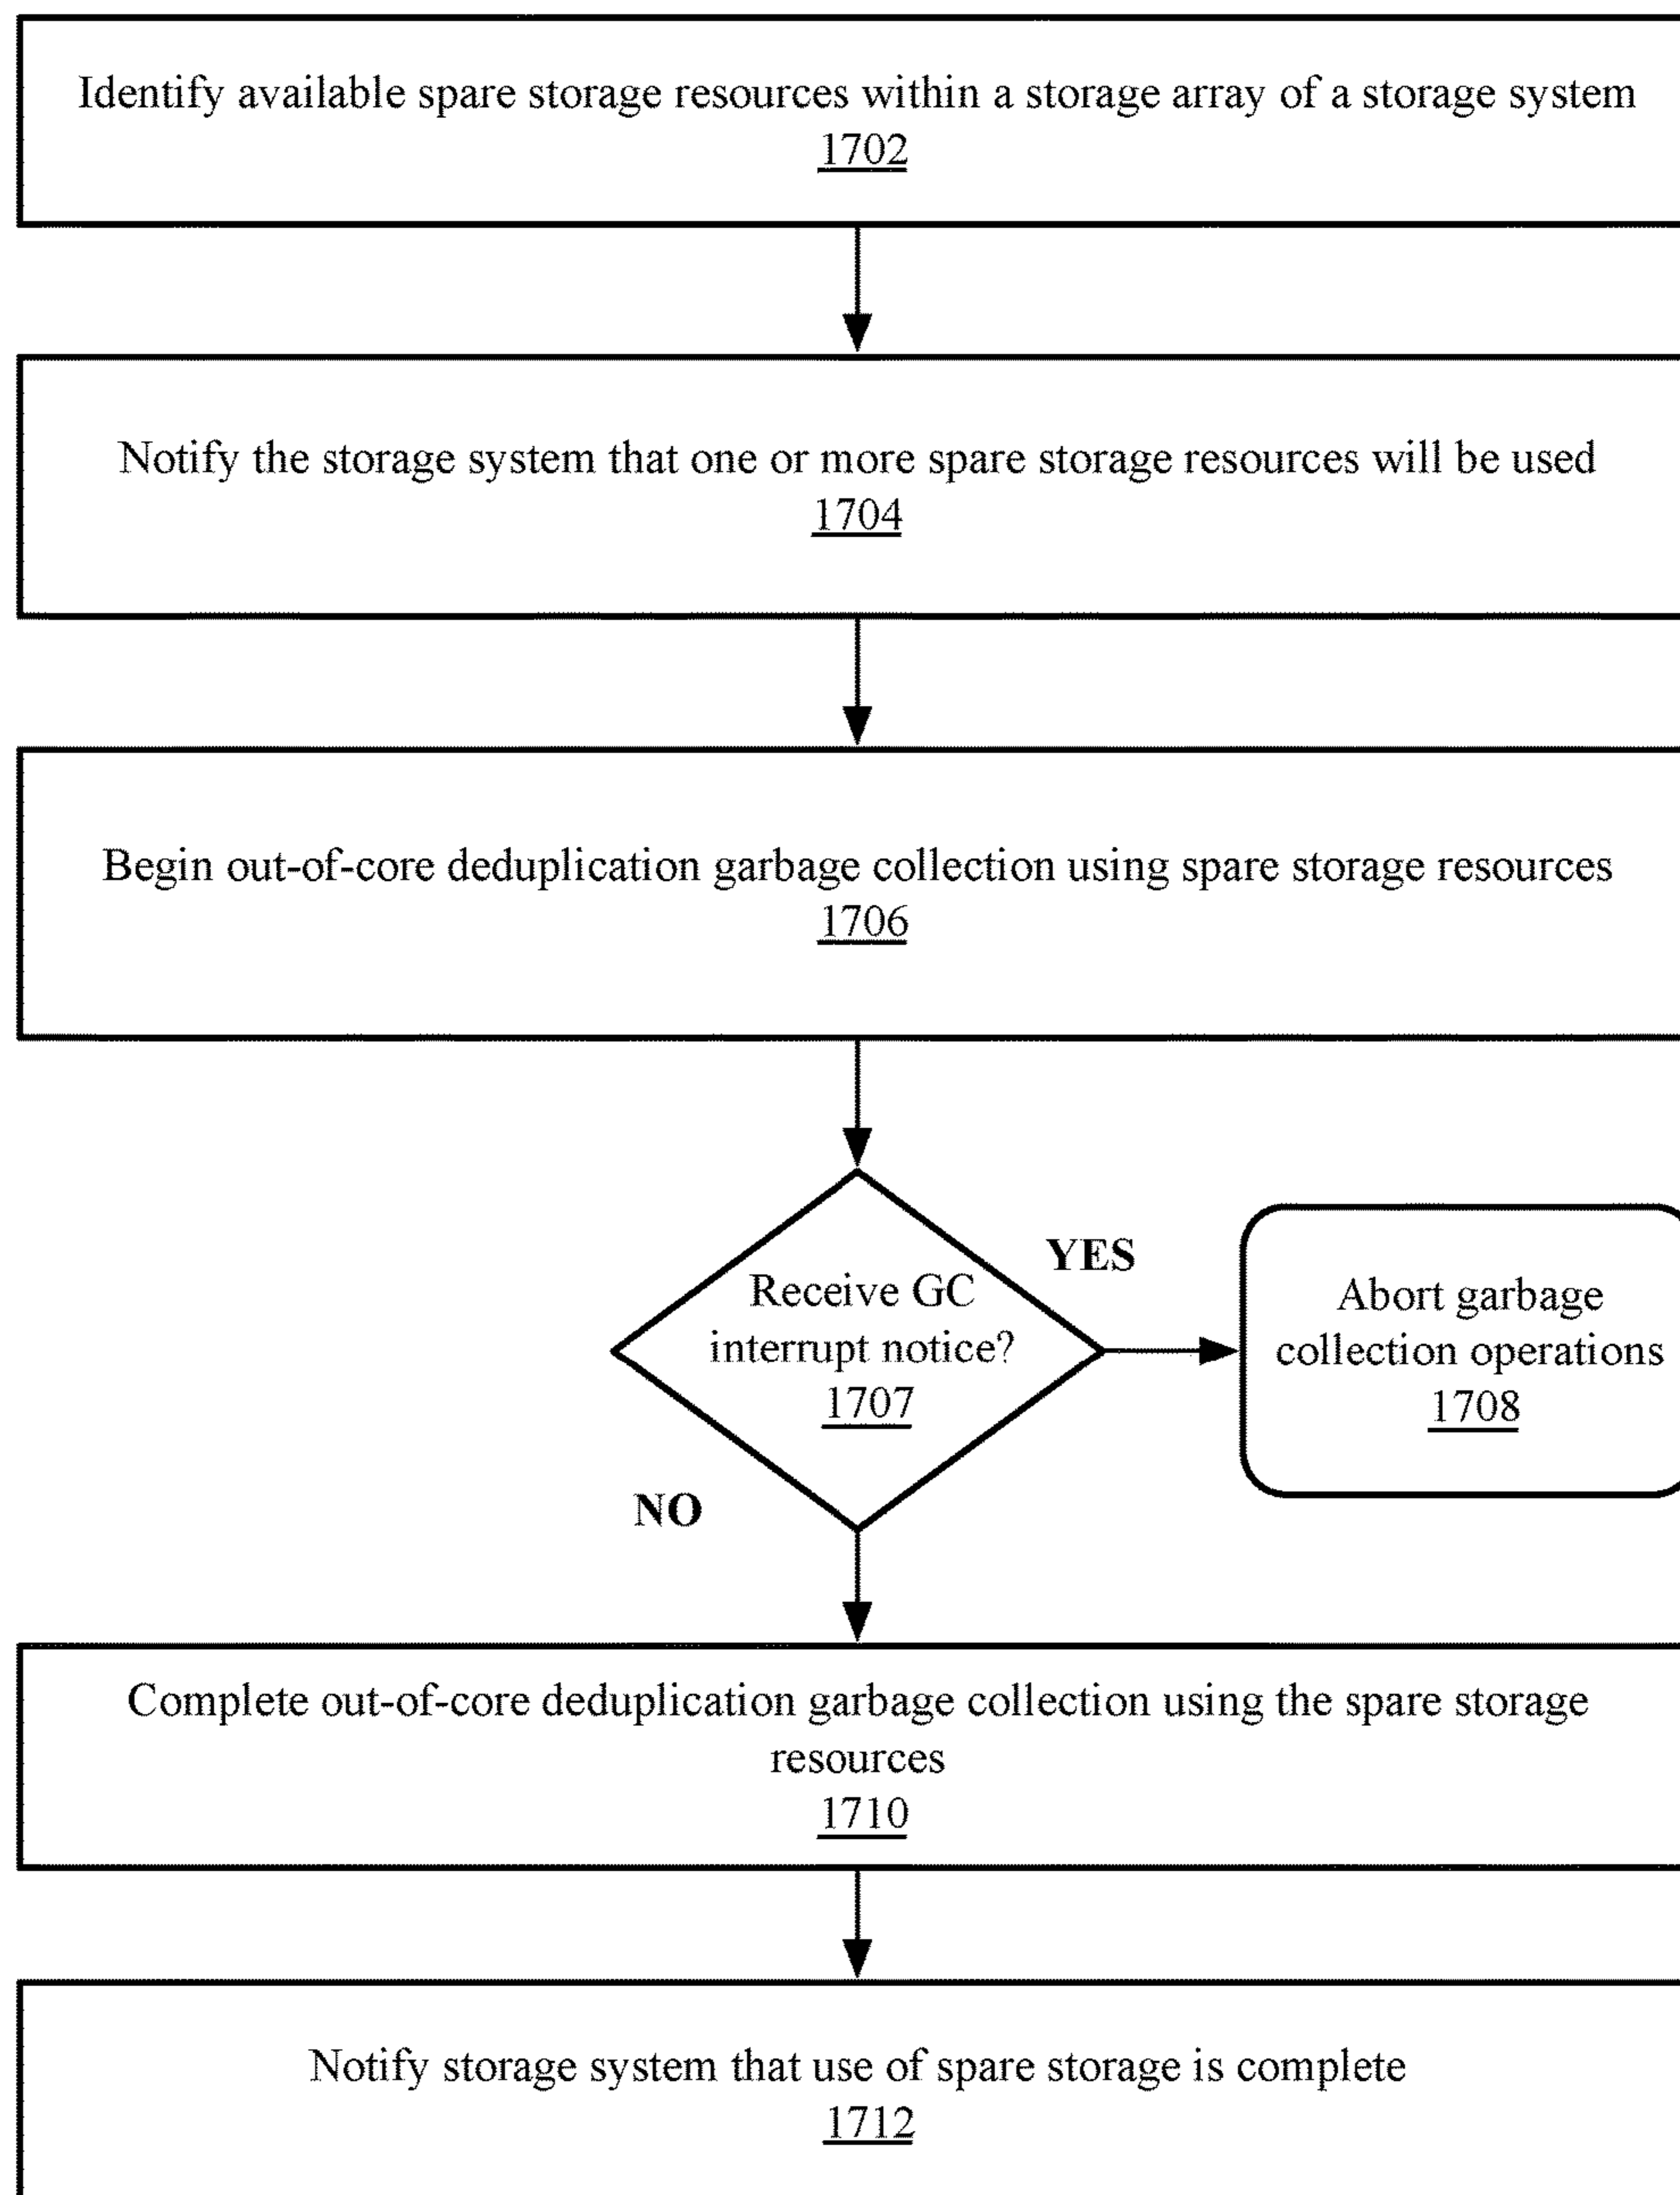 Identify available spare storage resources within a storage array of a storage system
1702
Notify the storage system that one or more spare storage resources will be used
1704
Begin out-of-core deduplication garbage collection using spare storage resources
1706
Receive GC
interrupt notice?
1707
YES
Abort garbage
collection operations
1708
NO
Complete out-of-core deduplication garbage collection using the spare storage
resources
1710
Notify storage system that use of spare storage is complete
1712